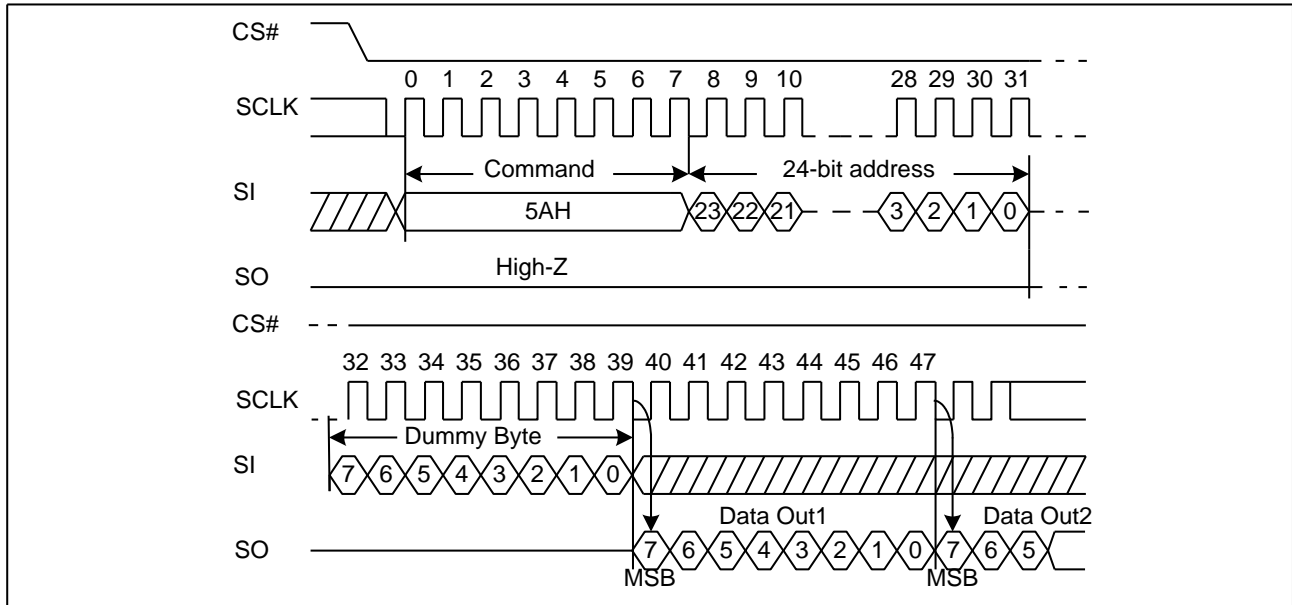 CS#
0 1 2 3 4 5 6 7 8 9 10 28 29 30 31
SCLK
Command 24-bit address
SI
5AH 23 22 21 3 2 1 0
High-Z
SO
CS#
32 33 34 35 36 37 38 39 40 41 42 43 44 45 46 47
SCLK
Dummy Byte
SI
7 6 5 4 3 2 1 0
Data Out1 Data Out2
SO
7 6 5 4 3 2 1 0 7 6 5
MSB MSB